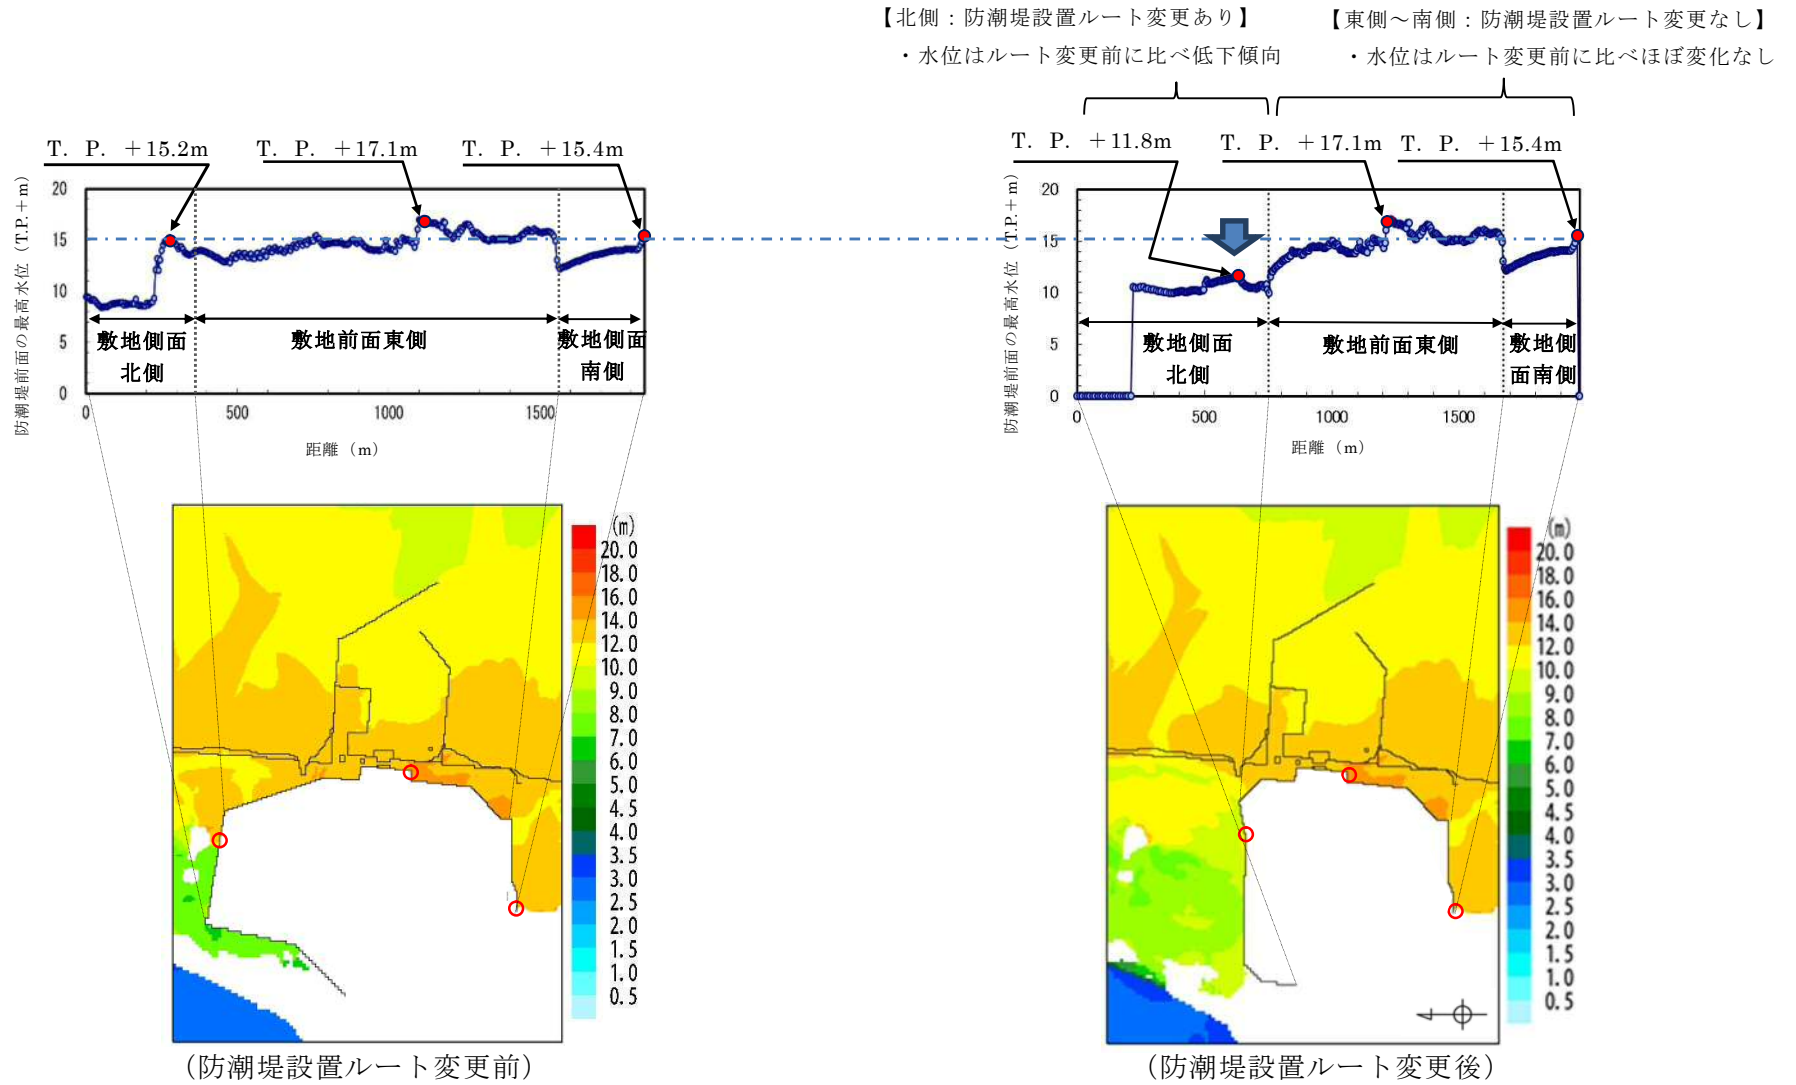 【北側：防潮堤設置ルート変更あり】
・水位はルート変更前に比べ低下傾向
【東側～南側：防潮堤設置ルート変更なし】
・水位はルート変更前に比べほぼ変化なし
T. P. ＋15.2m
T. P. ＋17.1m
T. P. ＋15.4m
防潮堤前面の最高水位（T.P.＋m）
20
15
10
5
0
敷地側面
北側
敷地前面東側
敷地側面
南側
0
500
1000
1500
距離（m）
T. P. ＋11.8m
T. P. ＋17.1m
T. P. ＋15.4m
防潮堤前面の最高水位（T.P.＋m）
20
15
10
5
0
敷地側面
北側
敷地前面東側
敷地側
面南側
0
500
1000
1500
距離（m）
(m)
20.0
18.0
16.0
14.0
12.0
10.0
9.0
8.0
7.0
6.0
5.0
4.5
4.0
3.5
3.0
2.5
2.0
1.5
1.0
0.5
（防潮堤設置ルート変更前）
(m)
20.0
18.0
16.0
14.0
12.0
10.0
9.0
8.0
7.0
6.0
5.0
4.5
4.0
3.5
3.0
2.5
2.0
1.5
1.0
0.5
（防潮堤設置ルート変更後）